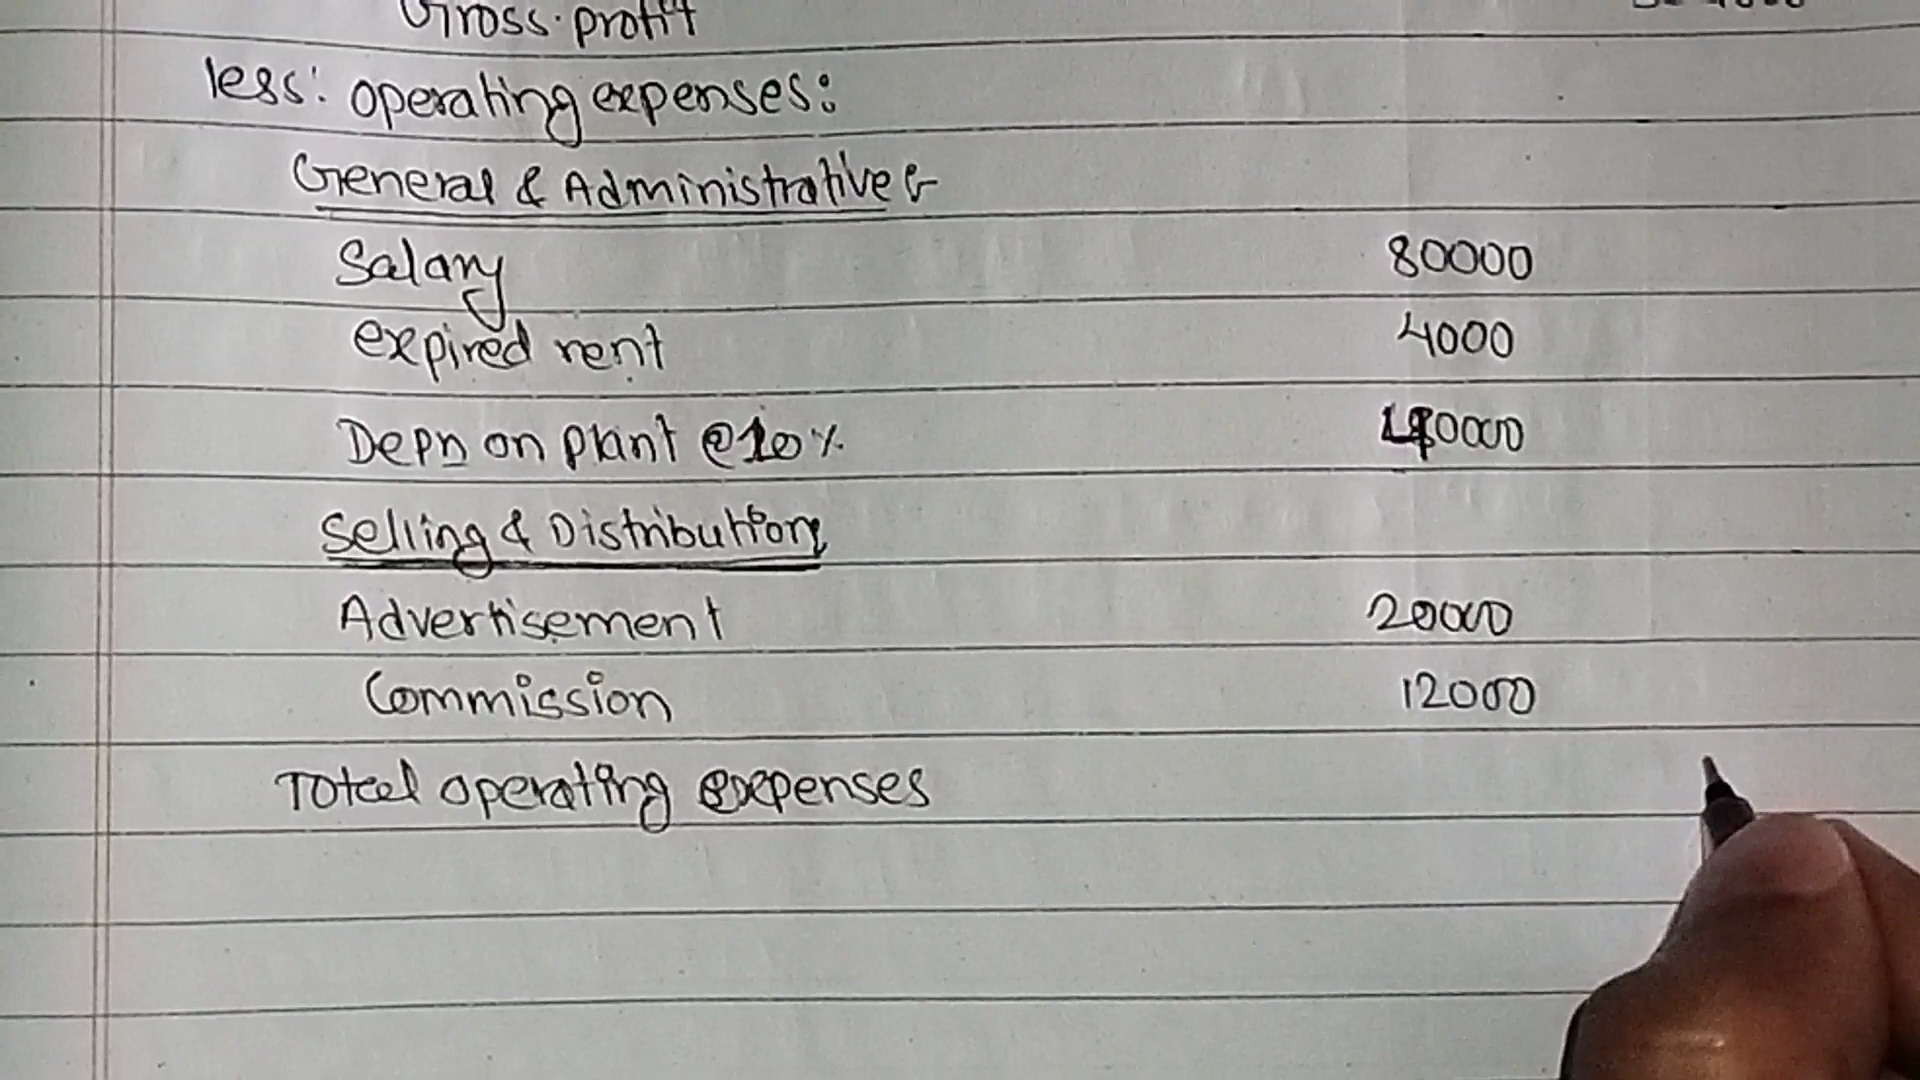 Gross profit
less: operating expenses:
General & Administrative
Salary 80000
expired rent 4000
Depn on plant @10%
Selling & Distribution
Advertisement 20000
Commission 12000
Total operating expenses